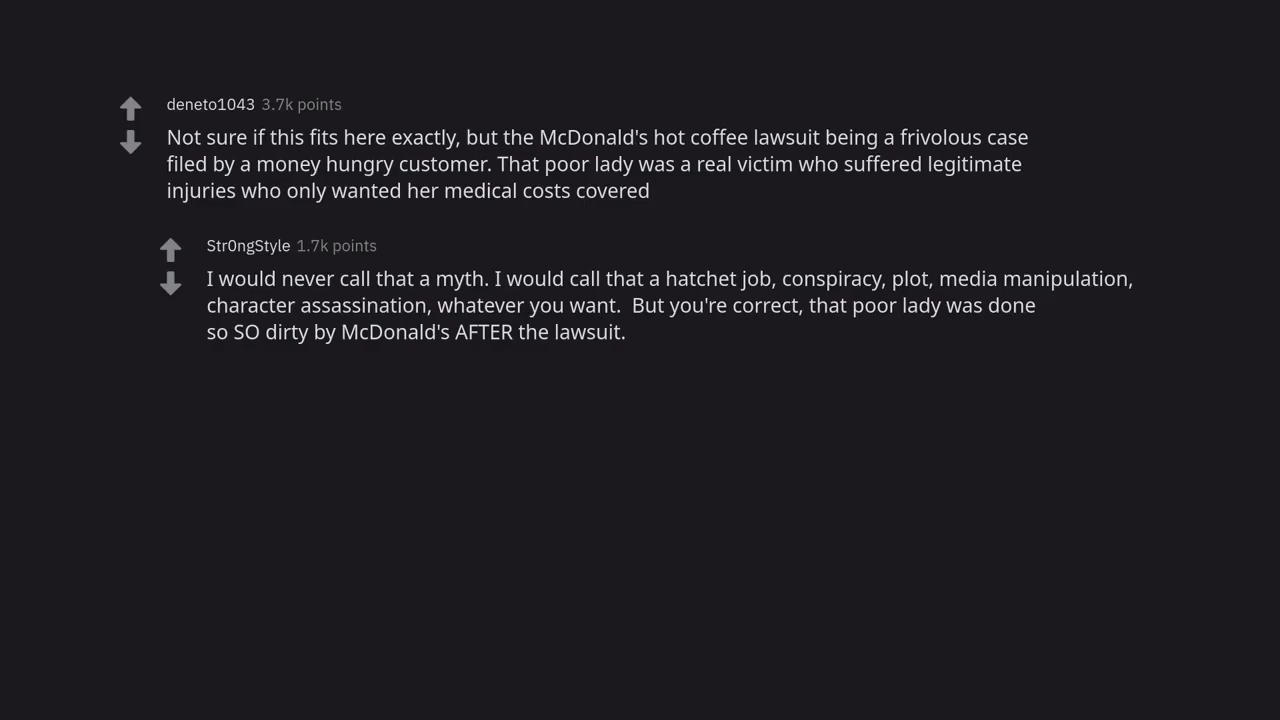 deneto1043 3.7k points
Not sure if this fits here exactly, but the McDonald's hot coffee lawsuit being a frivolous case
filed by a money hungry customer. That poor lady was a real victim who suffered legitimate
injuries who only wanted her medical costs covered
Str0ngStyle 1.7k points
I would never call that a myth. I would call that a hatchet job, conspiracy, plot, media manipulation,
character assassination, whatever you want.  But you're correct, that poor lady was done
so SO dirty by McDonald's AFTER the lawsuit.